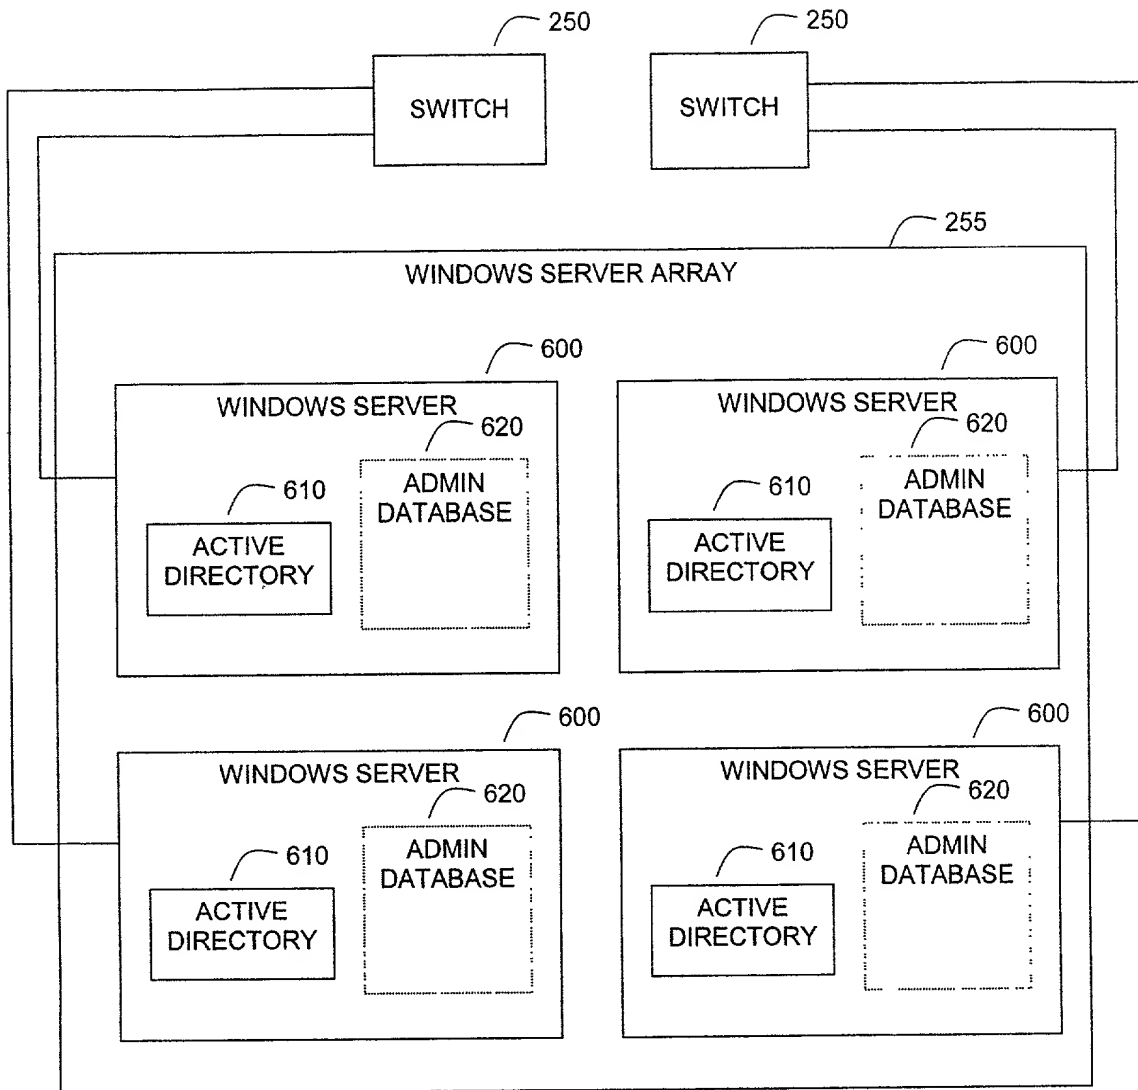 250
250
SWITCH
SWITCH
255
WINDOWS SERVER ARRAY
600
WINDOWS SERVER
620
ADMIN
DATABASE
610
ACTIVE
DIRECTORY
600
WINDOWS SERVER
620
ADMIN
DATABASE
610
ACTIVE
DIRECTORY
600
WINDOWS SERVER
620
ADMIN
DATABASE
610
ACTIVE
DIRECTORY
600
WINDOWS SERVER
620
ADMIN
DATABASE
610
ACTIVE
DIRECTORY